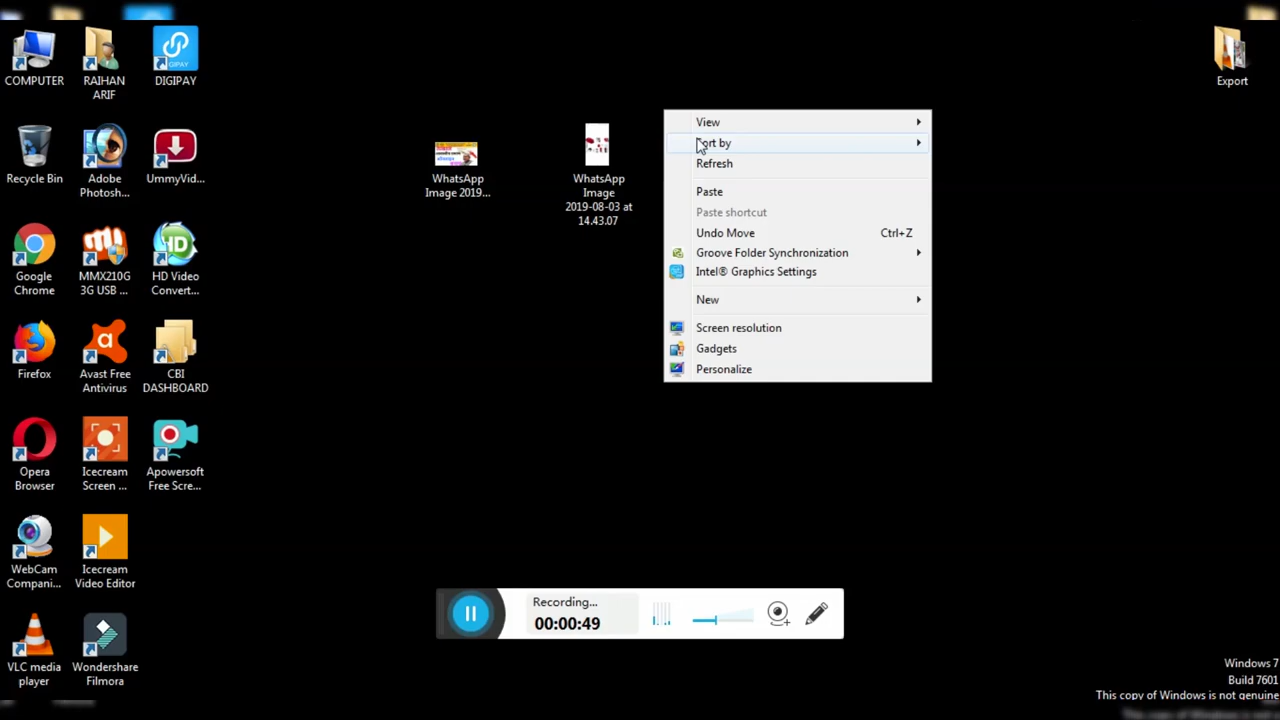 COMPUTER
RAIHAN
ARIF
DIGIPAY
Export
Recycle Bin
Adobe
Photosh...
UmmyVid...
WhatsApp
Image 2019...
WhatsApp
Image
2019-08-03 at
14.43.07
View
Sort by
Refresh
Paste
Paste shortcut
Undo Move Ctrl+Z
Groove Folder Synchronization
Intel® Graphics Settings
New
Screen resolution
Gadgets
Personalize
Google
Chrome
MMX210G
3G USB ...
HD
HD Video
Convert...
Firefox
Avast Free
Antivirus
CBI
DASHBOARD
Opera
Browser
Icecream
Screen ...
Apowersoft
Free Scre...
WebCam
Compani...
Icecream
Video Editor
Recording...
00:00:49
VLC media
player
Wondershare
Filmora
Windows 7
Build 7601
This copy of Windows is not genuine